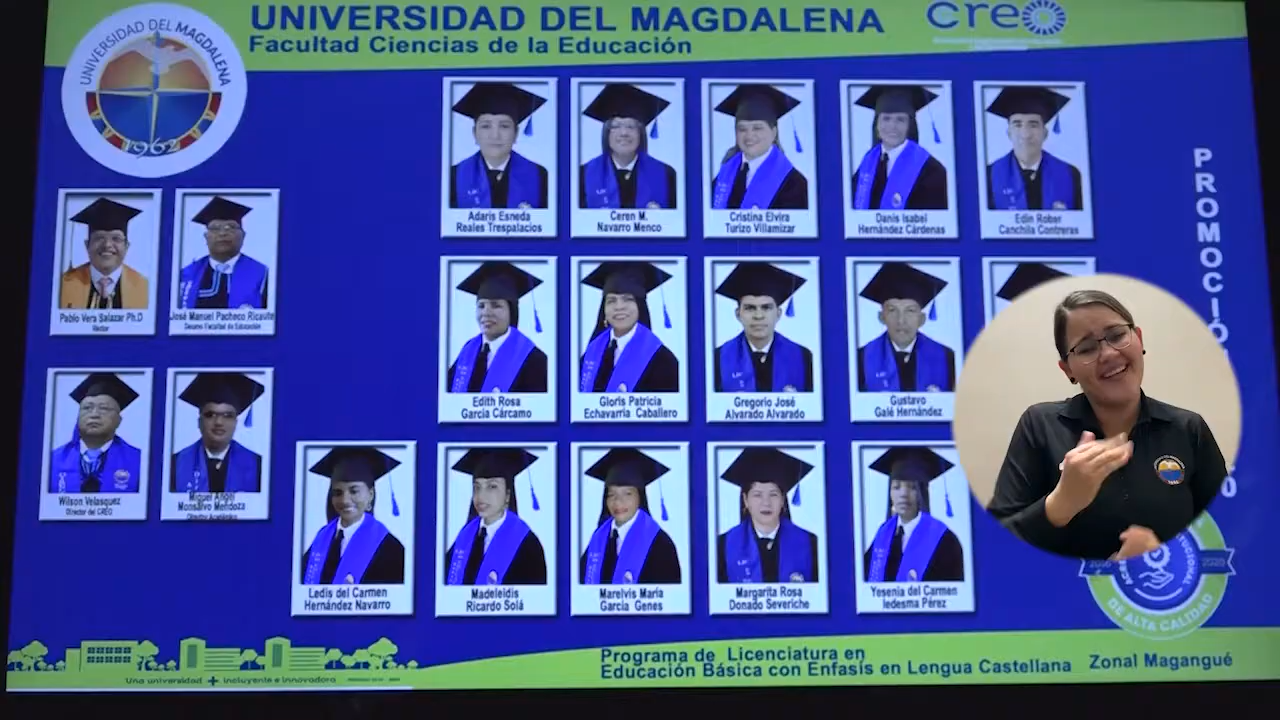 UNIVERSIDAD DEL MAGDALENA
Facultad Ciencias de la Educación
creo
UNIVERSIDAD DEL MAGDALENA
1962
Adaris Esneda
Reales Trespalacios
Ceren M.
Navarro Menco
Cristina Elvira
Turizo Villamizar
Danis Isabel
Hernández Cárdenas
Edin Rober
Canchila Contreras
PROMOCIÓ
Pablo Vera Salazar Ph.D
Rector
José Manuel Pacheco Ricaurte
Decano Facultad de Educación
Edith Rosa
García Cárcamo
Gloris Patricia
Echavarría Caballero
Gregorio José
Alvarado Alvarado
Gustavo
Galé Hernández
Wilson Velasquez
Director del CREO
Miguel Angel
Monsalvo Mendoza
Director Académico
0
Ledis del Carmen
Hernández Navarro
Madeleidis
Ricardo Solá
Marelvis María
García Genes
Margarita Rosa
Donado Severiche
Yesenia del Carmen
Iedesma Pérez
2020
DE ALTA CALIDAD
Una universidad + incluyente e innovadora
Programa de Licenciatura en
Educación Básica con Enfasis en Lengua Castellana Zonal Magangué